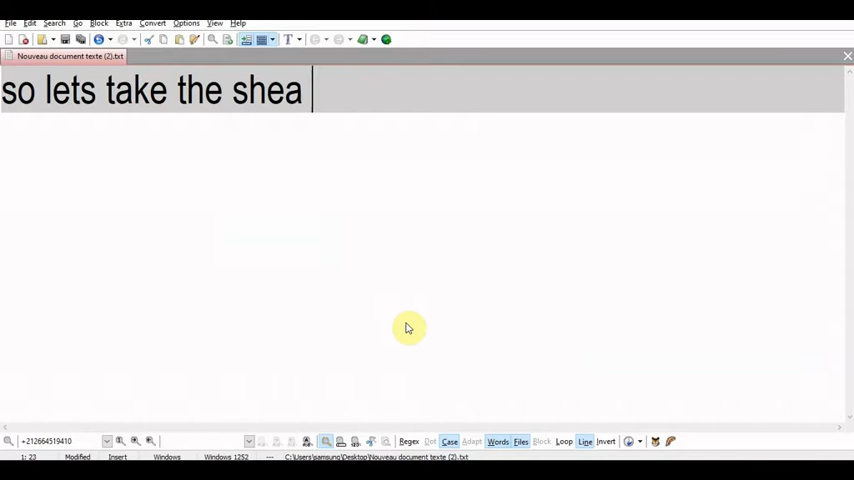 File Edit Search Go Block Extra Convert Options View Help
Nouveau document texte (2).txt
so lets take the shea
+212664519410 Regex Dot Case Adapt Words Files Block Loop Line Invert
1: 23 Modified Insert Windows Windows 1252 --- C:\Users\samsung\Desktop\Nouveau document texte (2).txt